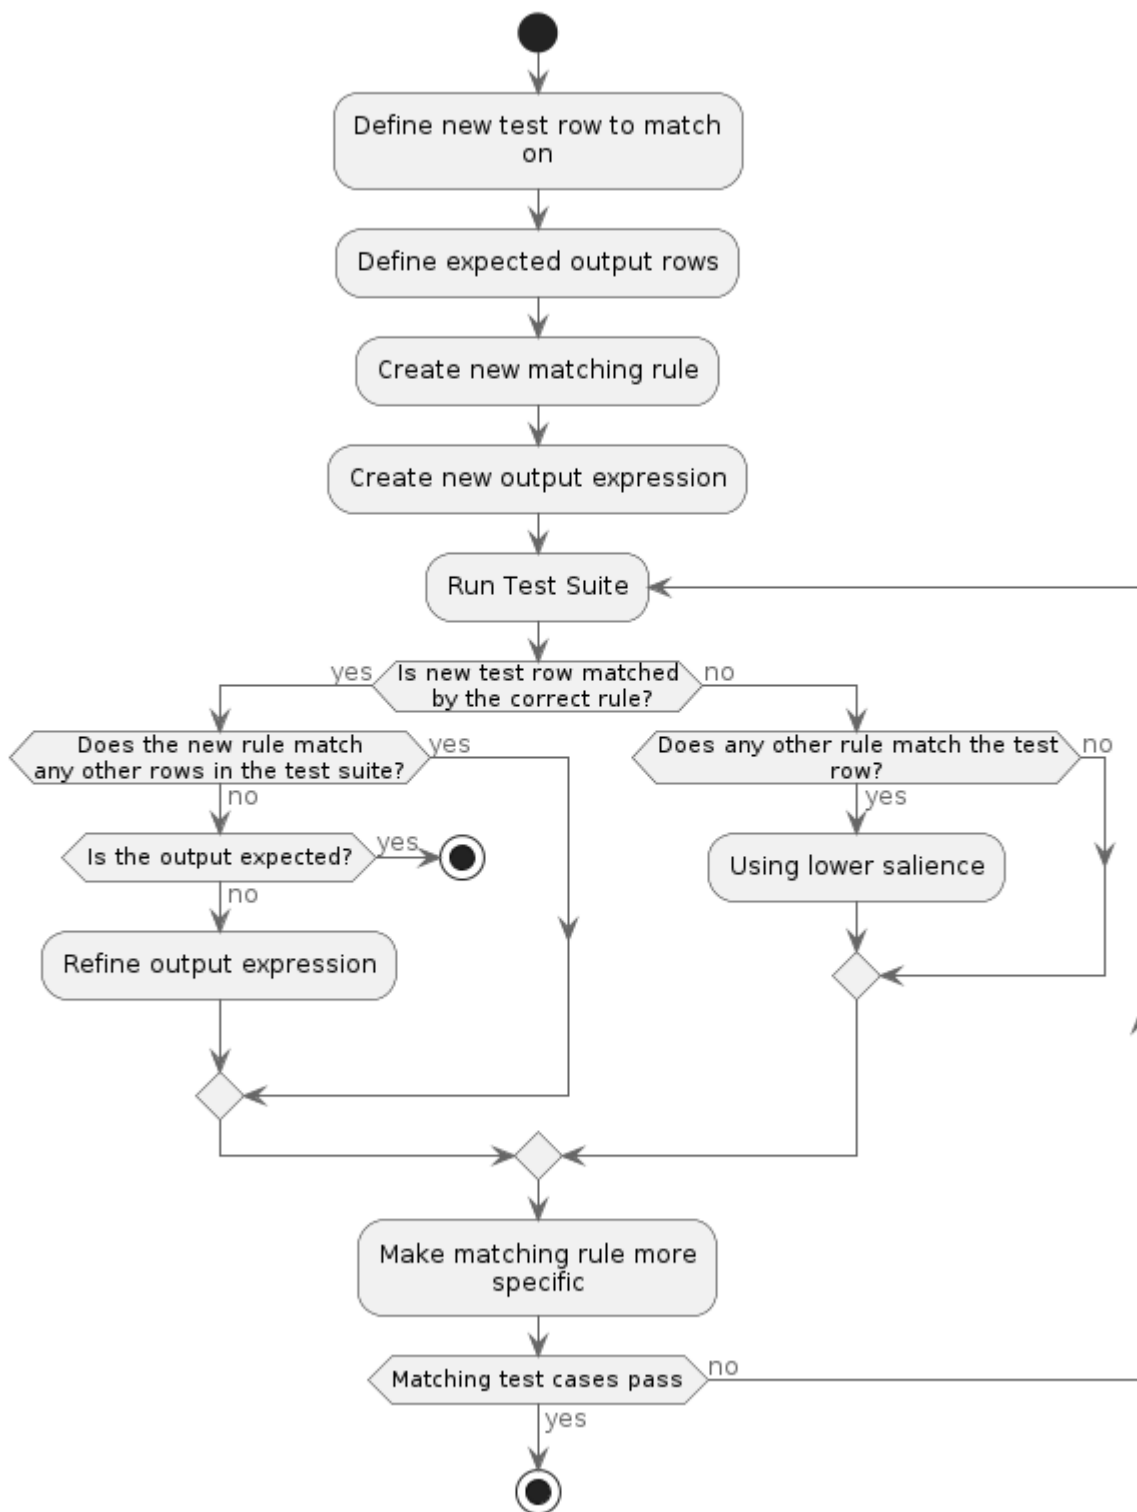 Define new test row to match
on
Define expected output rows
Create new matching rule
Create new output expression
Run Test Suite
yes
Is new test row matched
by the correct rule?
no
Does the new rule match
any other rows in the test suite?
yes
Does any other rule match the test
row?
no
no
yes
Is the output expected?
yes
Using lower salience
no
Refine output expression
Make matching rule more
specific
Matching test cases pass
no
yes